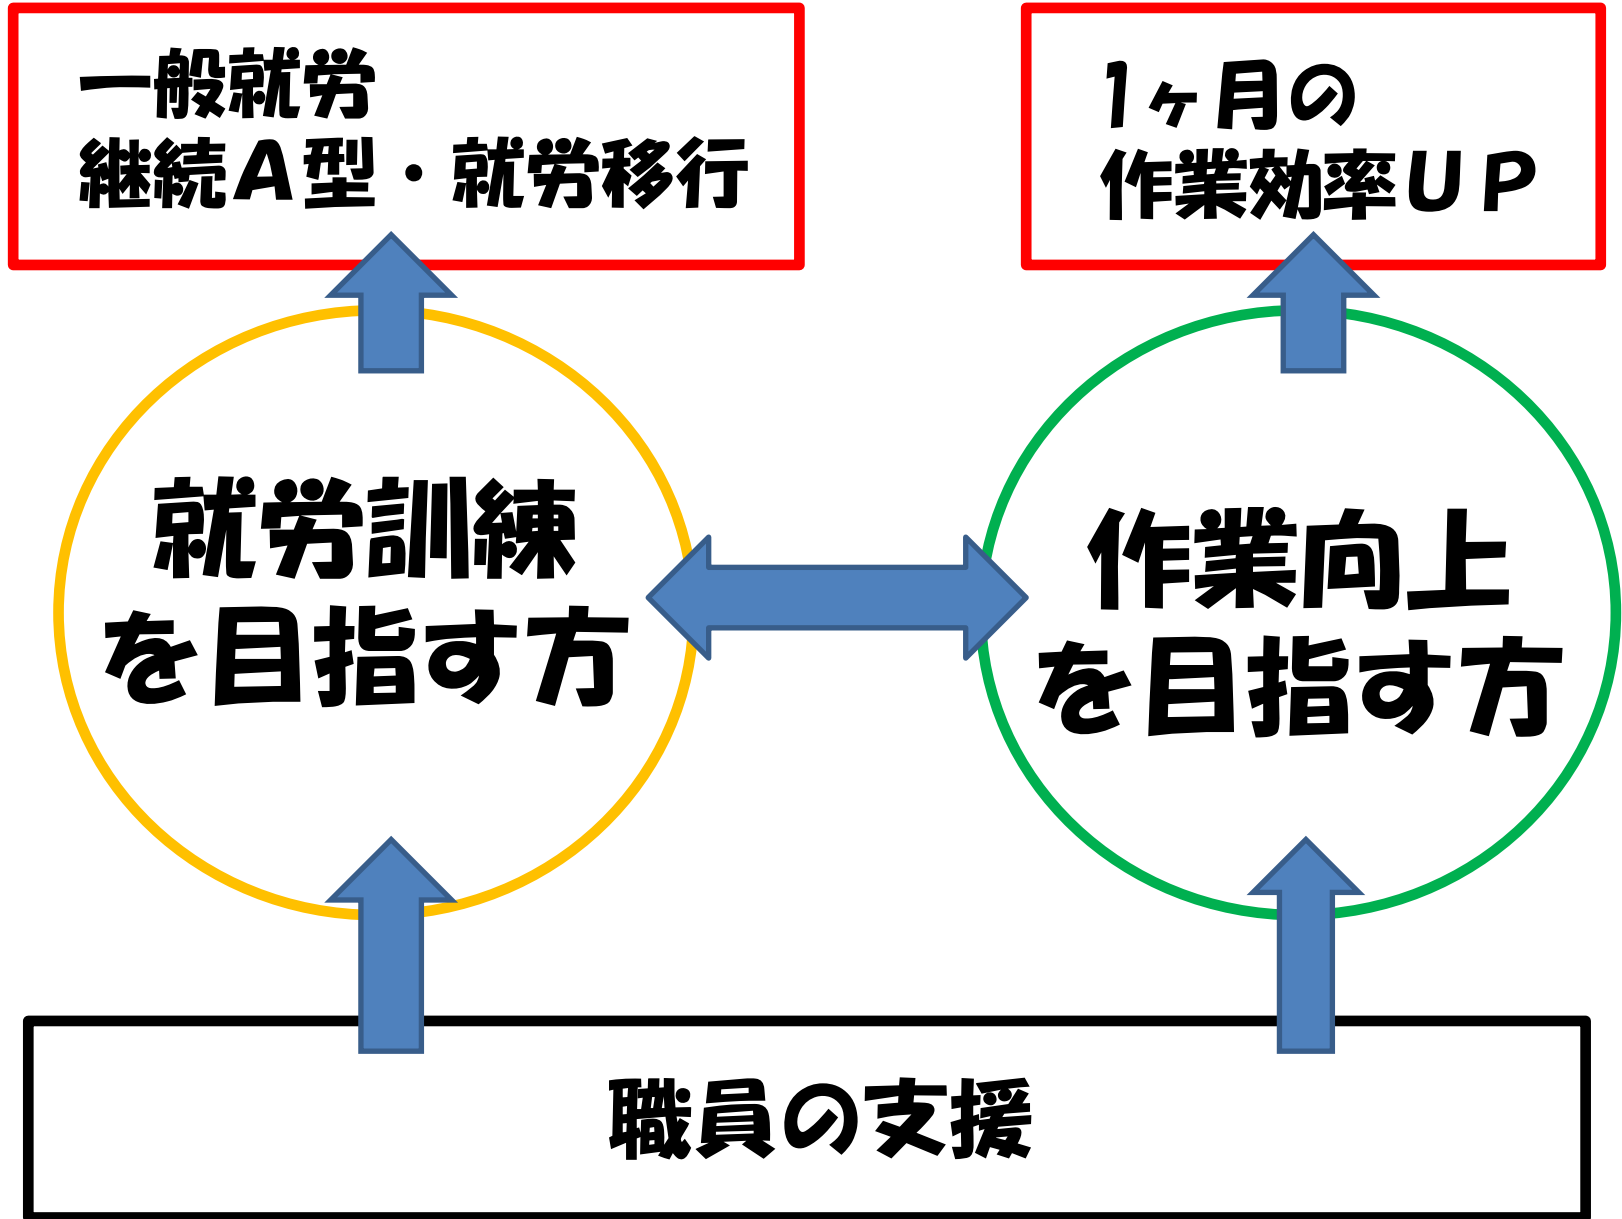 一般就労
継続Ａ型・就労移行
１ヶ月の
作業効率ＵＰ
就労訓練
を目指す方
作業向上
を目指す方
職員の支援